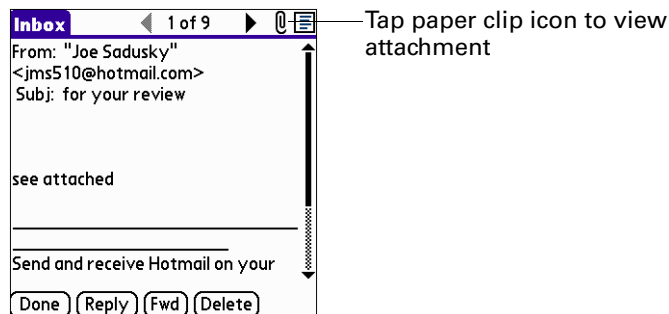 Inbox 1 of 9
Tap paper clip icon to view
attachment
From: "Joe Sadusky"
<jms510@hotmail.com>
Subj: for your review
see attached
Send and receive Hotmail on your
Done Reply Fwd Delete